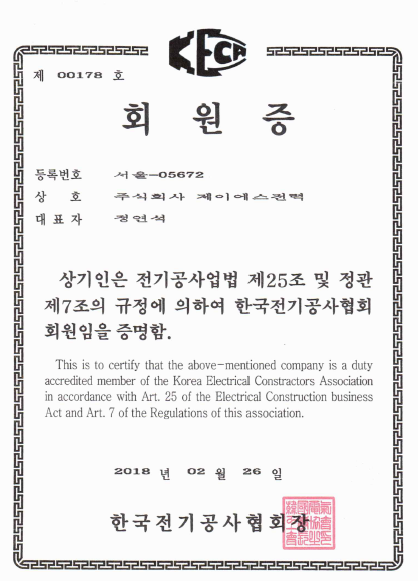 KECA
제 00178 호
회 원 증
등록번호 서울-05672
상 호 주식회사 제이에스전력
대 표 자 정연석
상기인은 전기공사업법 제25조 및 정관
제7조의 규정에 의하여 한국전기공사협회
회원임을 증명함.
This is to certify that the above-mentioned company is a duty
accredited member of the Korea Electrical Constractors Association
in accordance with Art. 25 of the Electrical Construction business
Act and Art. 7 of the Regulations of this association.
2018 년 02 월 26 일
한국전기공사협회장